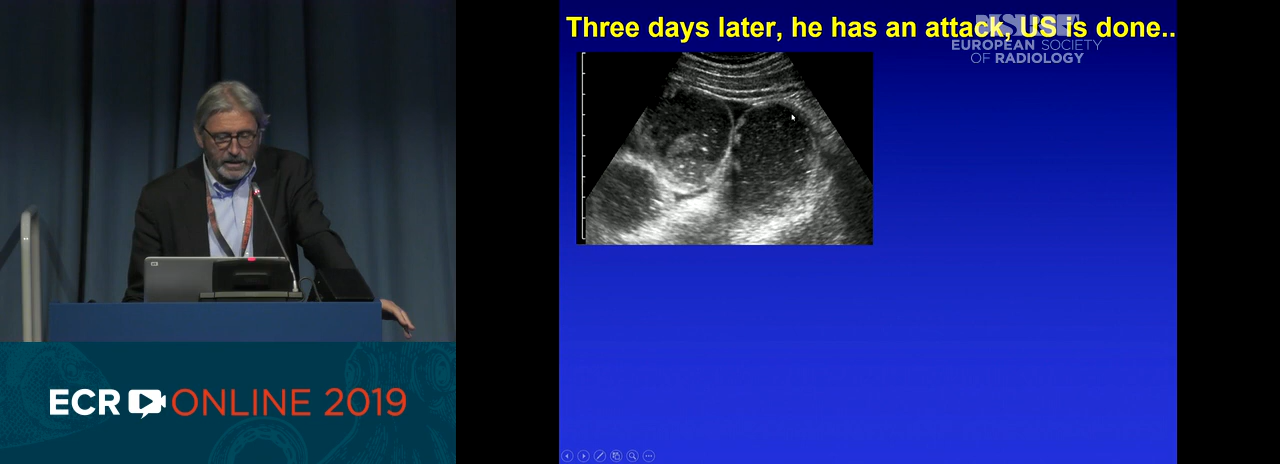 Three days later, he has an attack, US is done..
EUROPEAN SOCIETY
OF RADIOLOGY
ECR ONLINE 2019